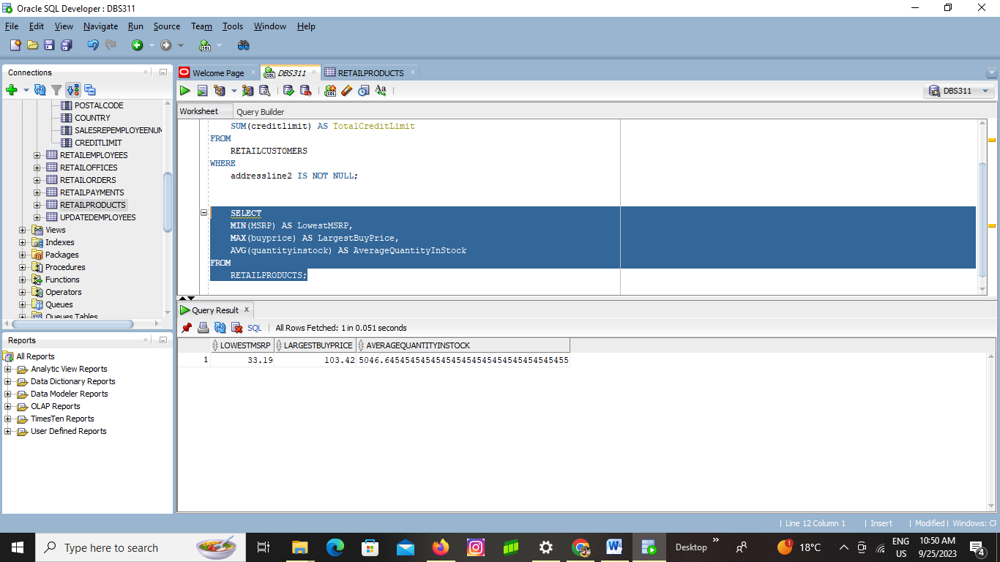 Oracle SQL Developer : DBS311
File Edit View Navigate Run Source Team Tools Window Help
Connections
POSTALCODE
COUNTRY
SALESREPEMPLOYEENUM
CREDITLIMIT
RETAILEMPLOYEES
RETAILOFFICES
RETAILORDERS
RETAILPAYMENTS
RETAILPRODUCTS
UPDATEDEMPLOYEES
Views
Indexes
Packages
Procedures
Functions
Operators
Queues
Queues Tables
Reports
All Reports
Analytic View Reports
Data Dictionary Reports
Data Modeler Reports
OLAP Reports
TimesTen Reports
User Defined Reports
Welcome Page DBS311 RETAILPRODUCTS
DBS311
Worksheet Query Builder
SUM(creditlimit) AS TotalCreditLimit
FROM
RETAILCUSTOMERS
WHERE
addressline2 IS NOT NULL;
SELECT
MIN(MSRP) AS LowestMSRP,
MAX(buyprice) AS LargestBuyPrice,
AVG(quantityinstock) AS AverageQuantityInStock
FROM
RETAILPRODUCTS;
Query Result x
SQL | All Rows Fetched: 1 in 0.051 seconds
LOWESTMSRP LARGESTBUYPRICE AVERAGEQUANTITYINSTOCK
1 33.19 103.42 5046.645454545454545454545454545454545455
| Line 12 Column 1 | Insert | Modified | Windows: CF
Type here to search
Desktop
18°C
ENG
US
10:50 AM
9/25/2023
4